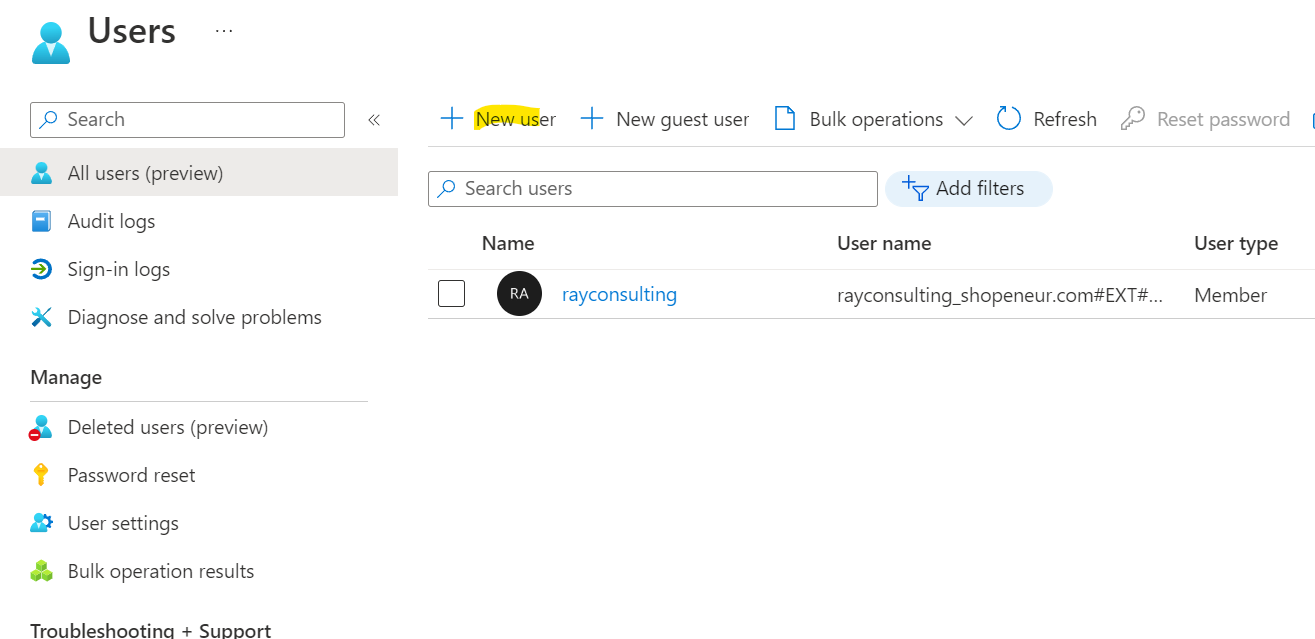 Users ...
Search «
All users (preview)
Audit logs
Sign-in logs
Diagnose and solve problems
Manage
Deleted users (preview)
Password reset
User settings
Bulk operation results
Troubleshooting + Support
+ New user + New guest user Bulk operations Refresh Reset password
Search users Add filters
Name User name User type
RA rayconsulting rayconsulting_shopeneur.com#EXT#... Member